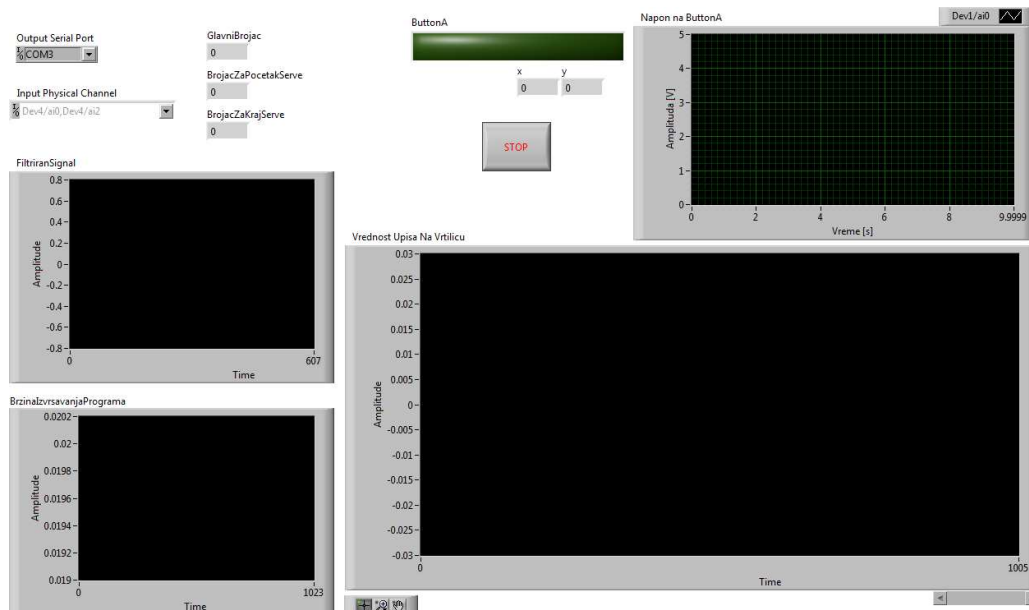 Output Serial Port
COM3
Input Physical Channel
Dev4/ai0,Dev4/ai2
GlavniBrojac
0
BrojacZaPocetakServe
0
BrojacZaKrajServe
0
ButtonA
x y
0 0
STOP
Napon na ButtonA
Dev1/ai0
Amplituda [V]
5
4
3
2
1
0
0 2 4 6 8 9.9999
Vreme [s]
FiltriranSignal
Amplitude
0.8
0.6
0.4
0.2
0
-0.2
-0.4
-0.6
-0.8
0 607
Time
BrzinaIzvrsavanjaPrograma
Amplitude
0.0202
0.02
0.0198
0.0196
0.0194
0.0192
0.019
0 1023
Time
Vrednost Upisa Na Vrtilicu
Amplitude
0.03
0.025
0.02
0.015
0.01
0.005
0
-0.005
-0.01
-0.015
-0.02
-0.025
-0.03
0 1005
Time